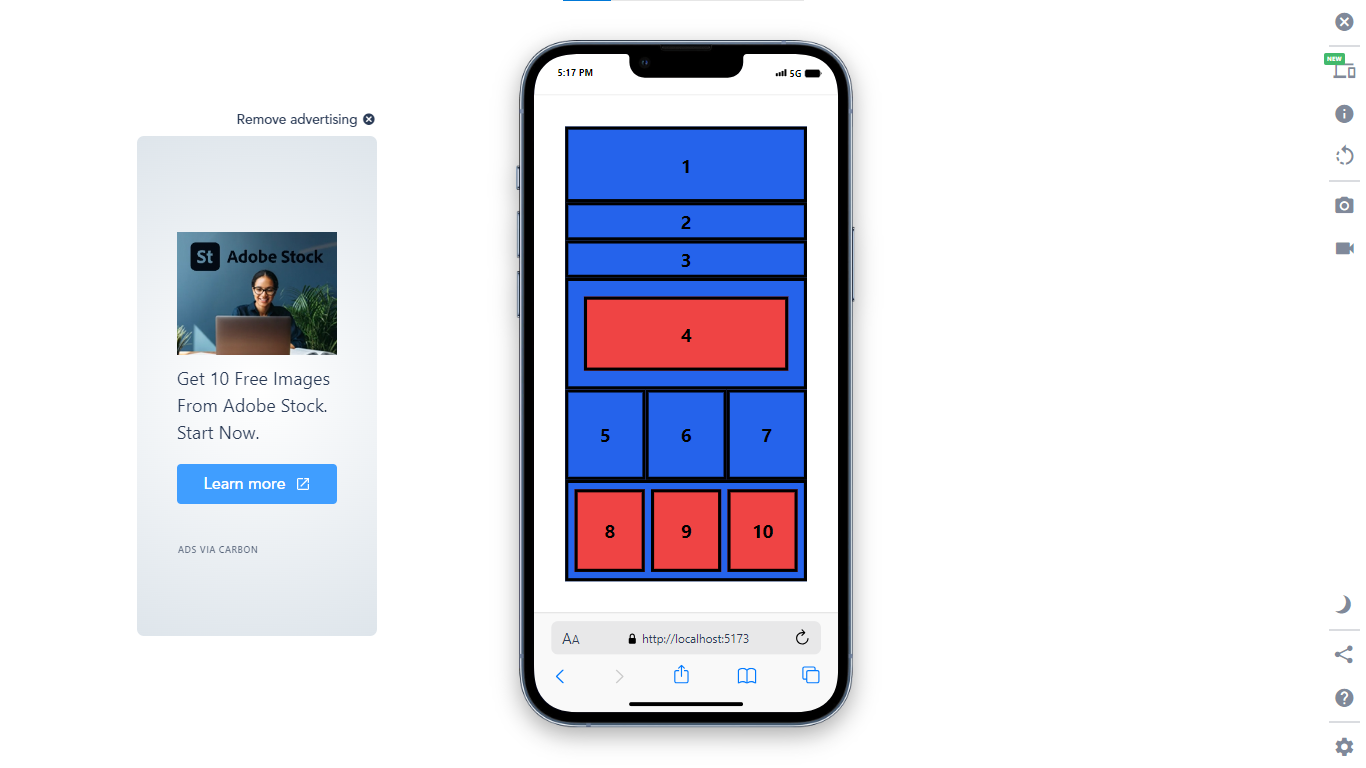 NEW
Remove advertising
St Adobe Stock
Get 10 Free Images
From Adobe Stock.
Start Now.
Learn more
ADS VIA CARBON
5:17 PM
5G
1
2
3
4
5 6 7
8 9 10
AA http://localhost:5173